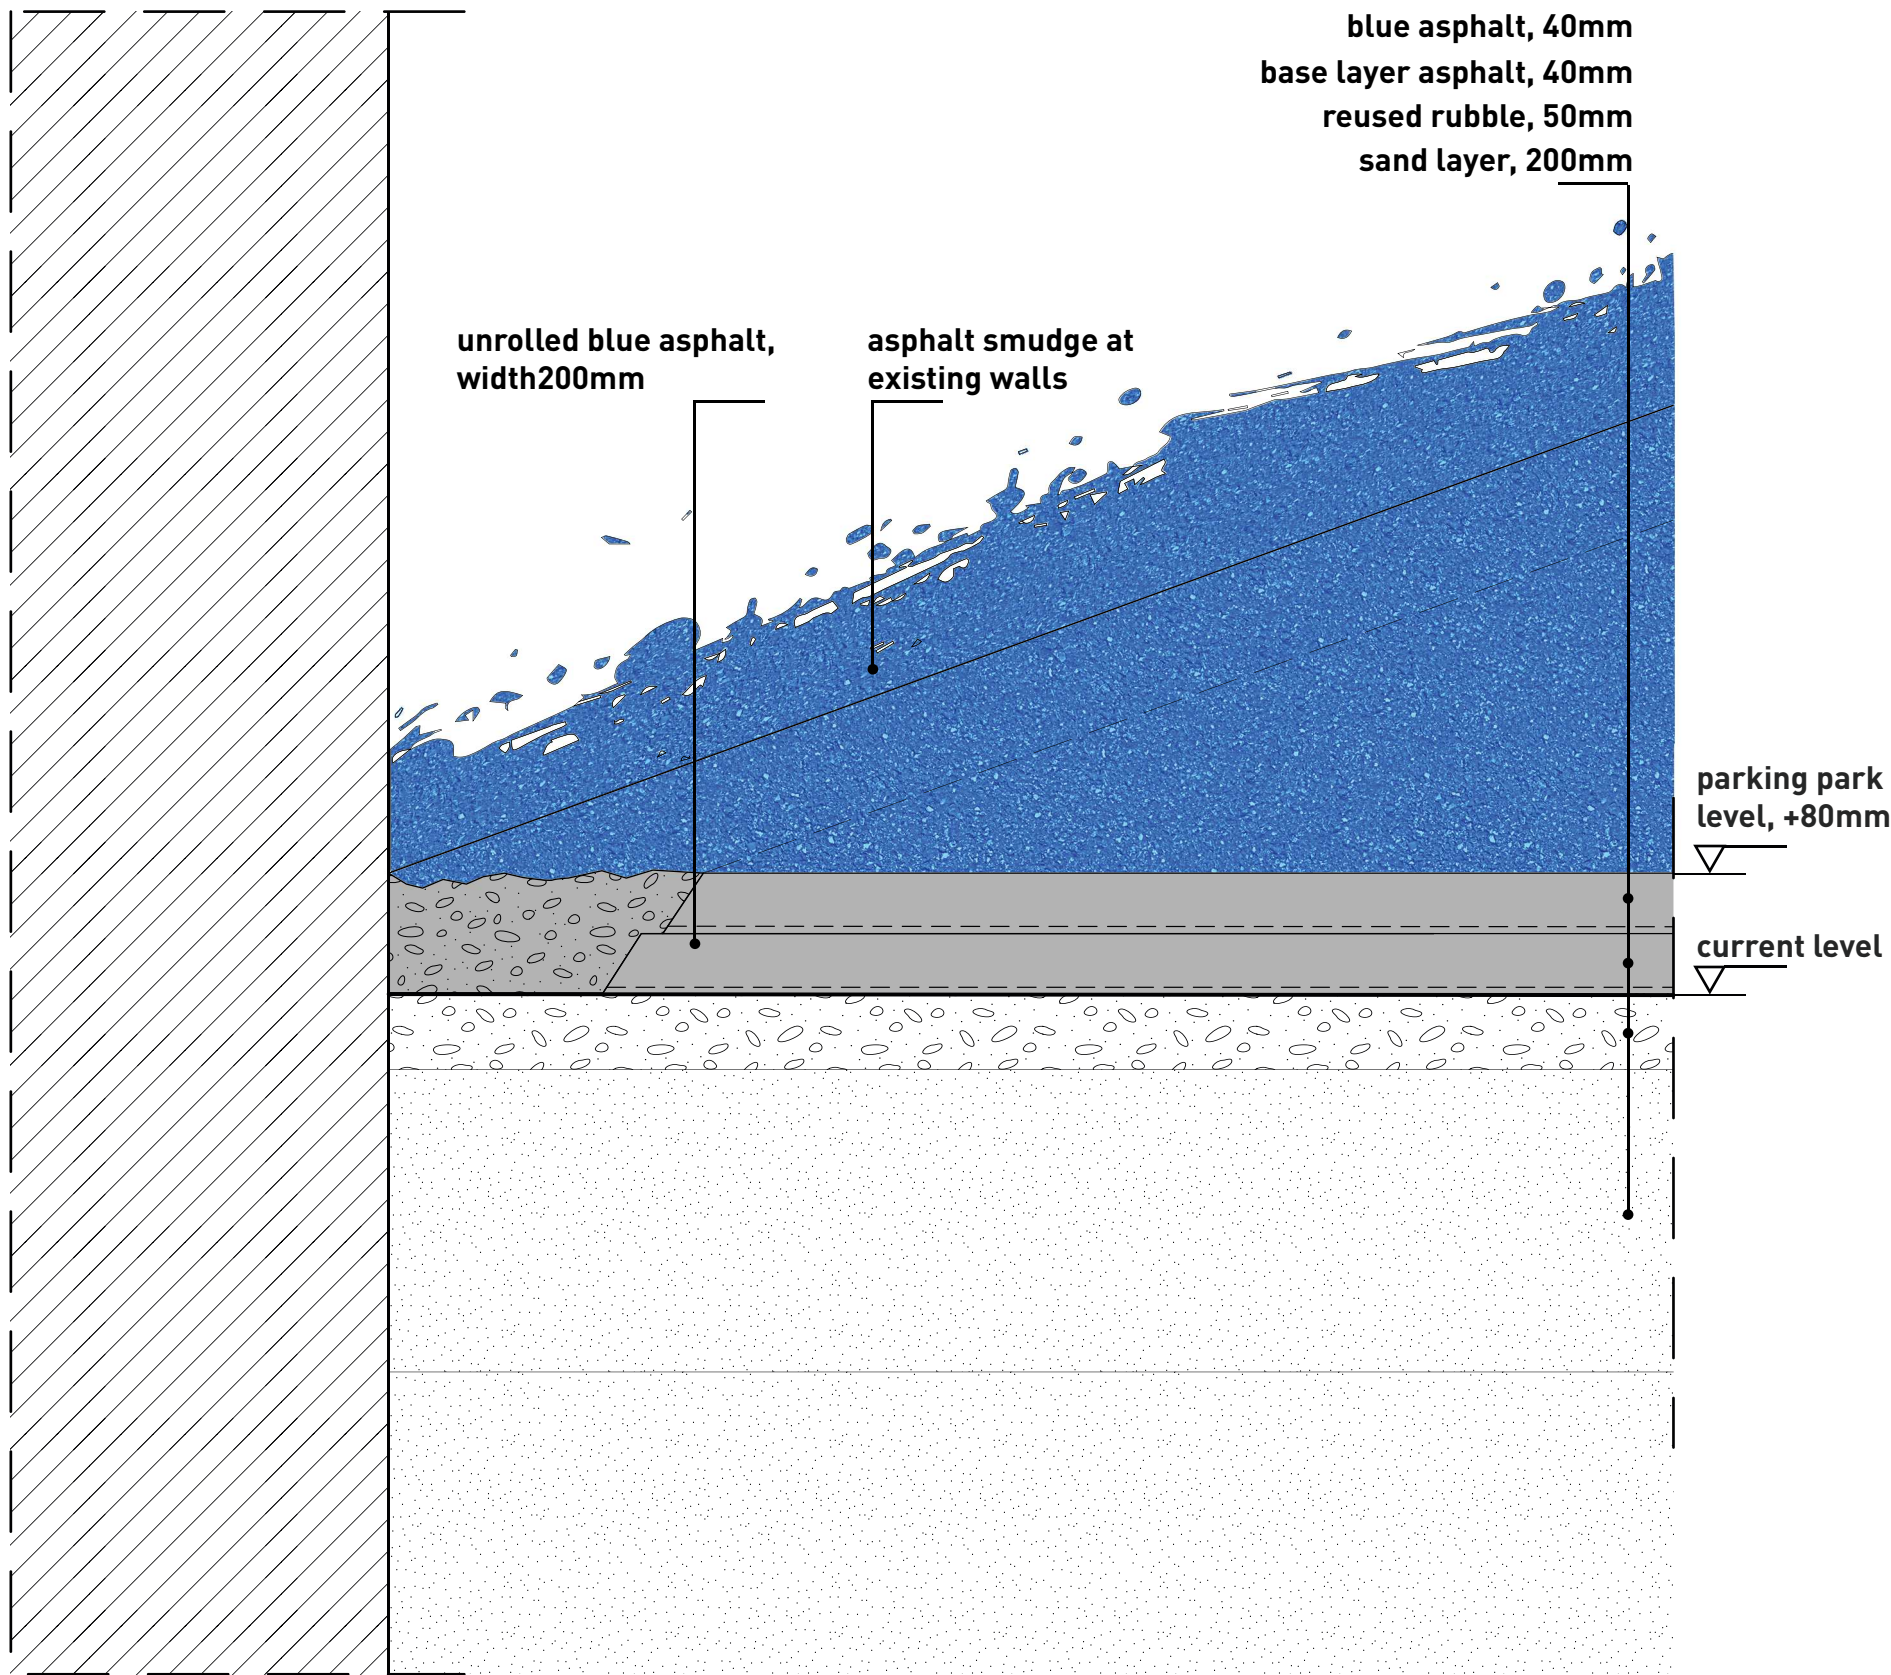 blue asphalt, 40mm
base layer asphalt, 40mm
reused rubble, 50mm
sand layer, 200mm
unrolled blue asphalt,
width200mm
asphalt smudge at
existing walls
parking park
level, +80mm
current level